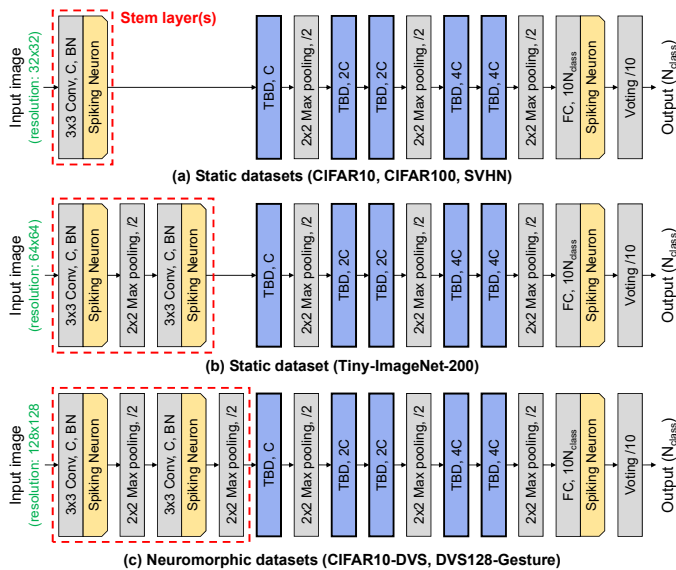 Stem layer(s)
Input image
(resolution: 32x32)
3x3 Conv, C, BN
Spiking Neuron
TBD, C
2x2 Max pooling, /2
TBD, 2C
TBD, 2C
2x2 Max pooling, /2
TBD, 4C
TBD, 4C
2x2 Max pooling, /2
FC, 10Nclass
Spiking Neuron
Voting /10
Output (Nclass)
(a) Static datasets (CIFAR10, CIFAR100, SVHN)
Input image
(resolution: 64x64)
3x3 Conv, C, BN
Spiking Neuron
2x2 Max pooling, /2
3x3 Conv, C, BN
Spiking Neuron
TBD, C
2x2 Max pooling, /2
TBD, 2C
TBD, 2C
2x2 Max pooling, /2
TBD, 4C
TBD, 4C
2x2 Max pooling, /2
FC, 10Nclass
Spiking Neuron
Voting /10
Output (Nclass)
(b) Static dataset (Tiny-ImageNet-200)
Input image
(resolution: 128x128
3x3 Conv, C, BN
Spiking Neuron
2x2 Max pooling, /2
3x3 Conv, C, BN
Spiking Neuron
2x2 Max pooling, /2
TBD, C
2x2 Max pooling, /2
TBD, 2C
TBD, 2C
2x2 Max pooling, /2
TBD, 4C
TBD, 4C
2x2 Max pooling, /2
FC, 10Nclass
Spiking Neuron
Voting /10
Output (Nclass)
(c) Neuromorphic datasets (CIFAR10-DVS, DVS128-Gesture)